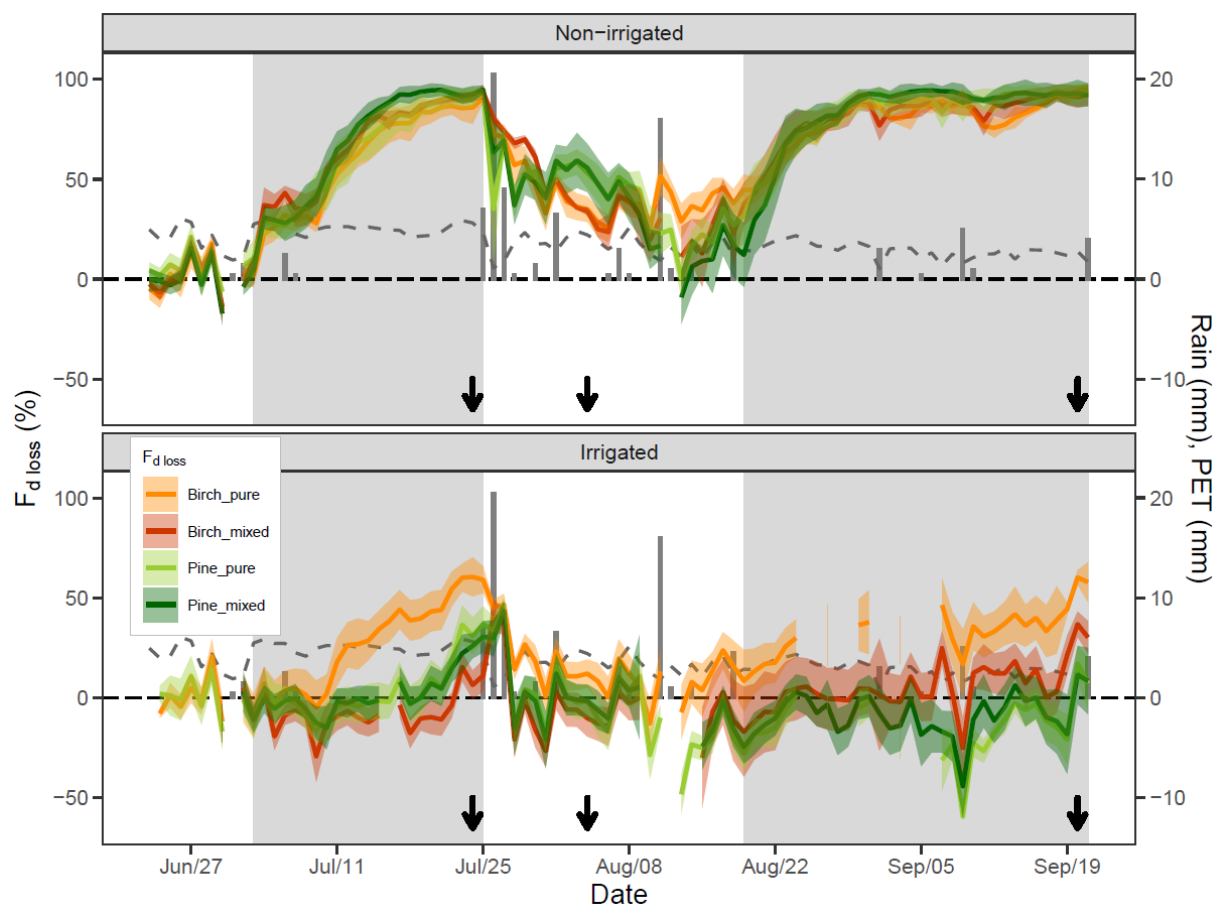 Non−irrigated
100
50
0
−50
20
10
0
−10
Irrigated
100
50
0
−50
20
10
0
−10
F d loss (%)
Rain (mm), PET (mm)
F d loss
Birch_pure
Birch_mixed
Pine_pure
Pine_mixed
Jun/27
Jul/11
Jul/25
Aug/08
Aug/22
Sep/05
Sep/19
Date